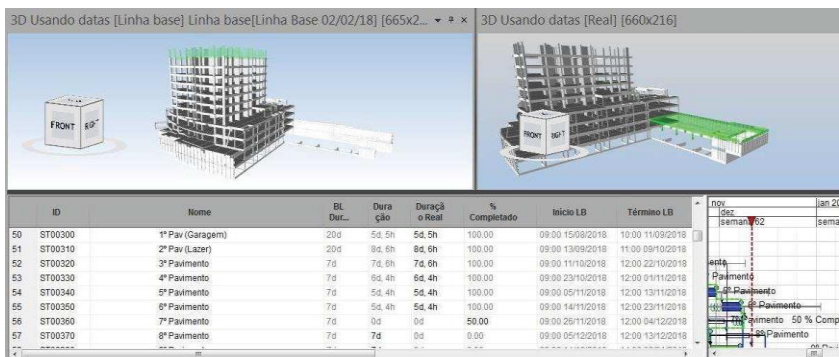 3D Usando datas [Linha base] Linha base[Linha Base 02/02/18] [665x2...
3D Usando datas [Real] [660x216]
FRONT RIGHT
FRONT RIGHT
ID Nome BL Dur... Dura ção Duraçã o Real % Completado Inicio LB Término LB
nov jan 20
dez
semana 62 sema
50 ST00300 1º Pav (Garagem) 20d 5d, 5h 5d, 5h 100.00 09:00 15/08/2018 10:00 11/09/2018
51 ST00310 2º Pav (Lazer) 20d 8d, 6h 8d, 6h 100.00 09:00 13/09/2018 11:00 09/10/2018
52 ST00320 3º Pavimento 7d 7d, 6h 7d, 6h 100.00 09:00 11/10/2018 12:00 22/10/2018
53 ST00330 4º Pavimento 7d 6d, 4h 6d, 4h 100.00 09:00 23/10/2018 12:00 01/11/2018
54 ST00340 5º Pavimento 7d 5d, 4h 5d, 4h 100.00 09:00 05/11/2018 12:00 13/11/2018
55 ST00350 6º Pavimento 7d 5d, 4h 5d, 4h 100.00 09:00 14/11/2018 12:00 23/11/2018
56 ST00360 7º Pavimento 7d 0d 0d 50.00 09:00 26/11/2018 12:00 04/12/2018
57 ST00370 8º Pavimento 7d 7d 0d 0.00 09:00 05/12/2018 12:00 13/12/2018
Pavimento
5º Pavimento
6º Pavimento
7º Pavimento 50 % Comp
8º Pavimento